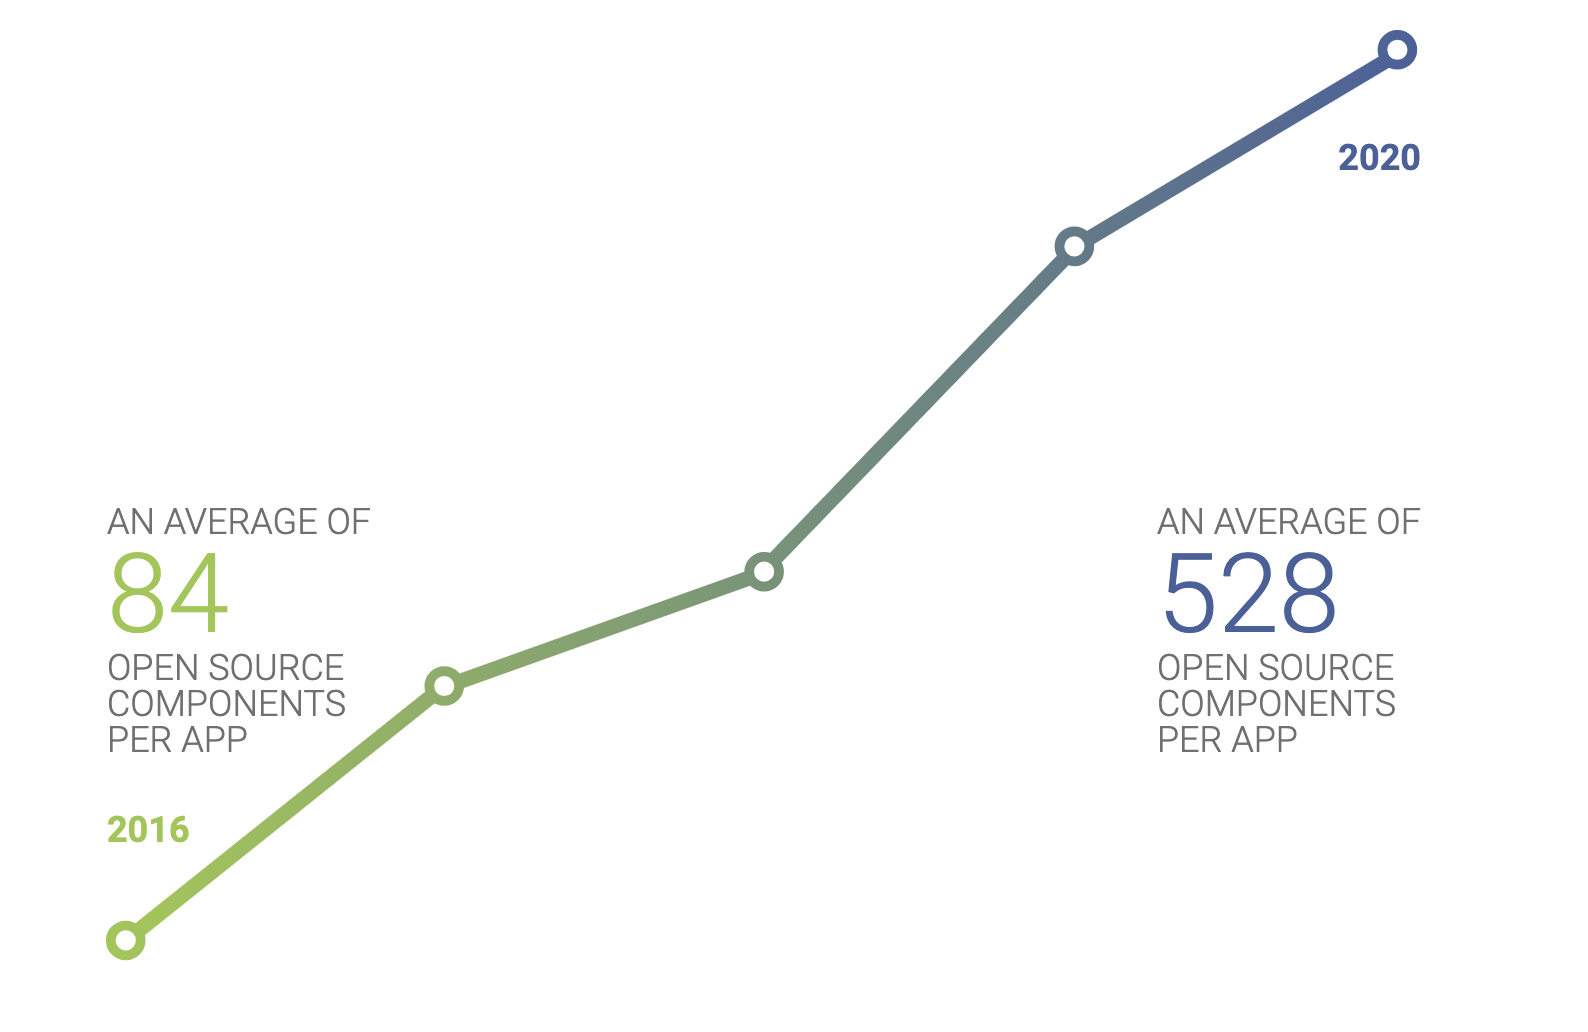 2020
AN AVERAGE OF
84
OPEN SOURCE
COMPONENTS
PER APP
2016
AN AVERAGE OF
528
OPEN SOURCE
COMPONENTS
PER APP